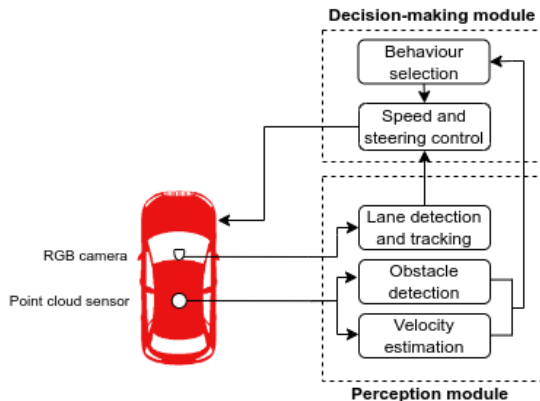 Decision-making module
Behaviour
selection
Speed and
steering control
Lane detection
and tracking
RGB camera
Obstacle
detection
Point cloud sensor
Velocity
estimation
Perception module